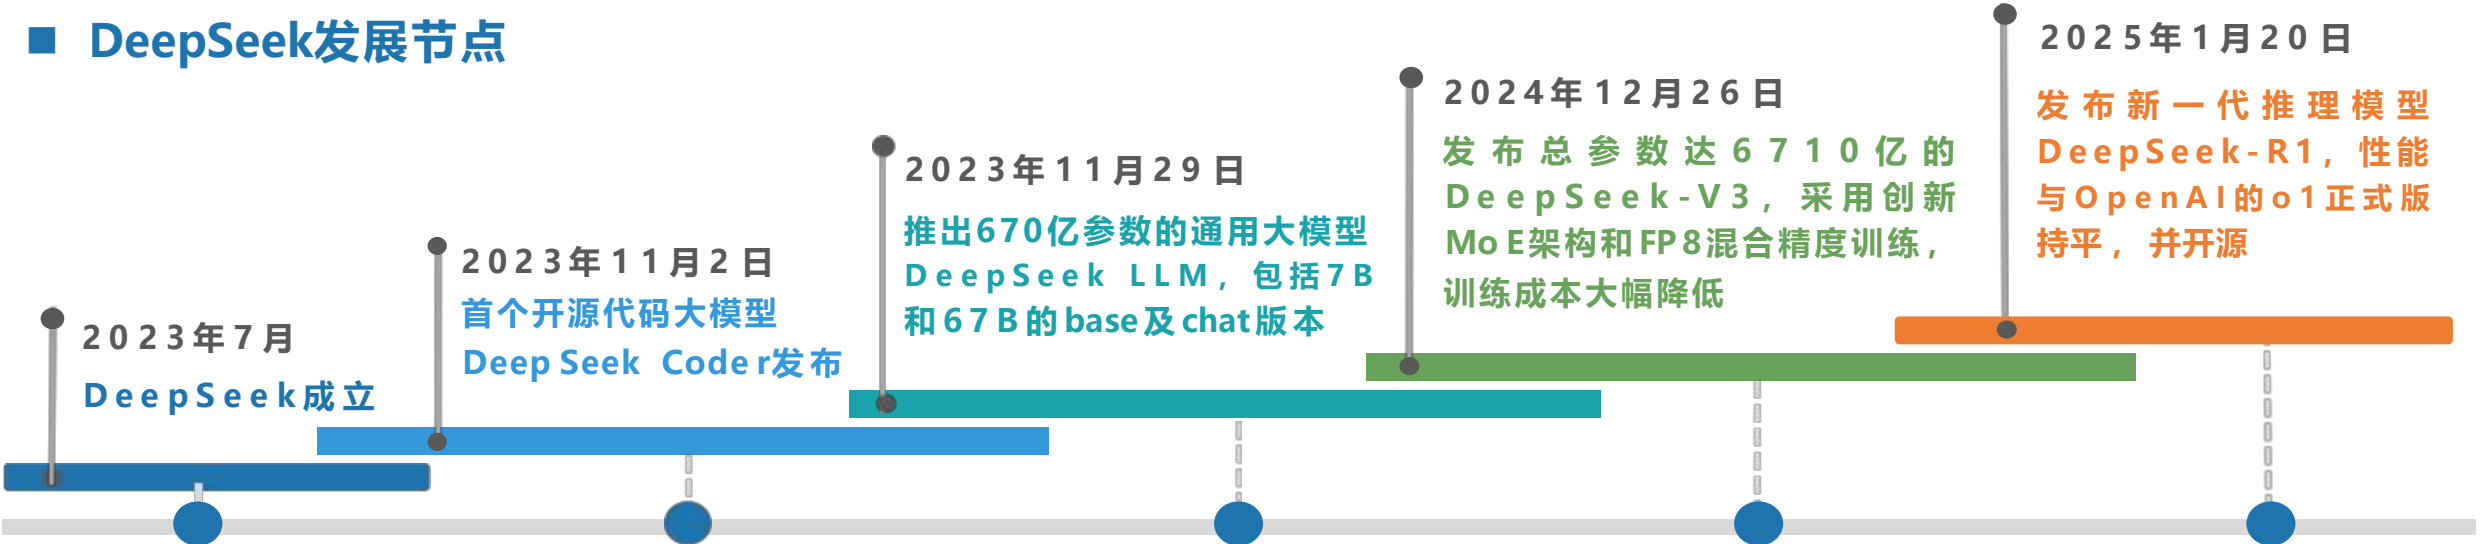 DeepSeek发展节点
2023年7月
DeepSeek成立
2023年11月2日
首个开源代码大模型
DeepSeek Coder发布
2023年11月29日
推出670亿参数的通用大模型
DeepSeek LLM，包括7B
和67B的base及chat版本
2024年12月26日
发布总参数达6710亿的
DeepSeek-V3，采用创新
MoE架构和FP8混合精度训练，
训练成本大幅降低
2025年1月20日
发布新一代推理模型
DeepSeek-R1，性能
与OpenAI的o1正式版
持平，并开源